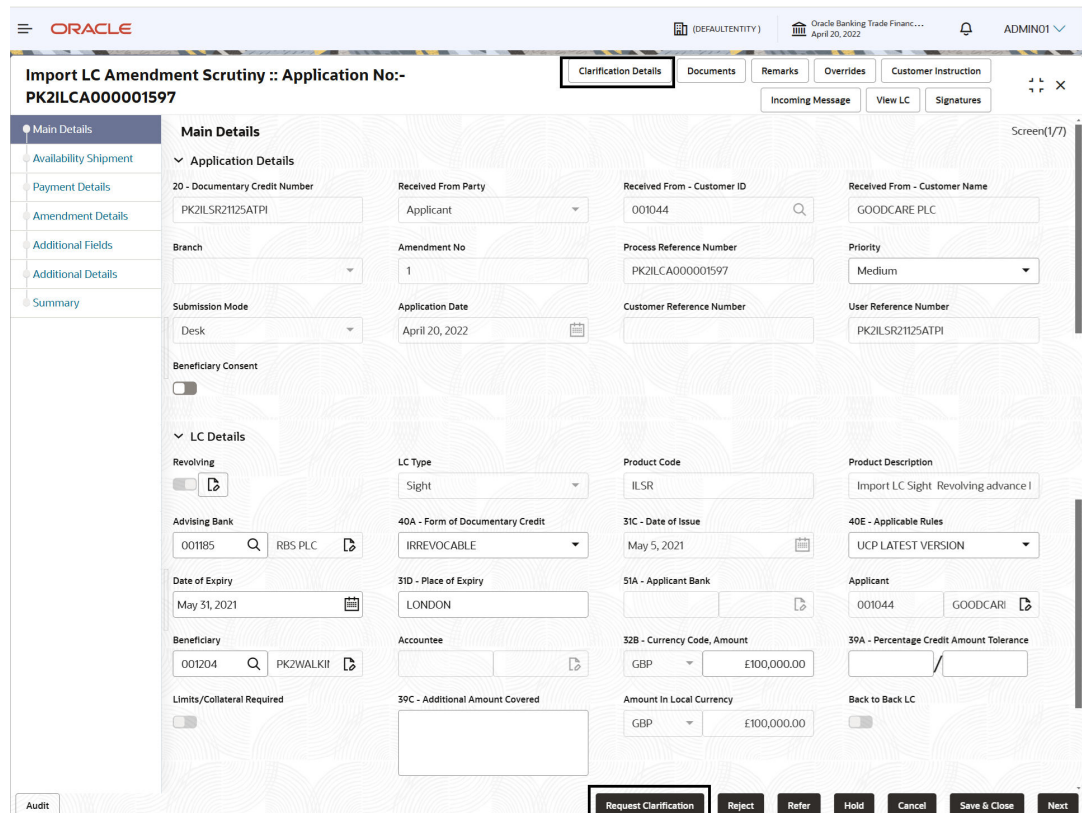 ORACLE
(DEFAULTENTITY)
Oracle Banking Trade Financ...
April 20, 2022
ADMIN01
Import LC Amendment Scrutiny :: Application No:-
PK2ILCA000001597
Clarification Details
Documents
Remarks
Overrides
Customer Instruction
Incoming Message
View LC
Signatures
Main Details
Availability Shipment
Payment Details
Amendment Details
Additional Fields
Additional Details
Summary
Main Details
Screen(1/7)
Application Details
20 - Documentary Credit Number
Received From Party
Received From - Customer ID
Received From - Customer Name
PK2ILSR21125ATPI
Applicant
001044
GOODCARE PLC
Branch
Amendment No
Process Reference Number
Priority
1
PK2ILCA000001597
Medium
Submission Mode
Application Date
Customer Reference Number
User Reference Number
Desk
April 20, 2022
PK2ILSR21125ATPI
Beneficiary Consent
LC Details
Revolving
LC Type
Product Code
Product Description
Sight
ILSR
Import LC Sight Revolving advance l
Advising Bank
40A - Form of Documentary Credit
31C - Date of Issue
40E - Applicable Rules
001185
RBS PLC
IRREVOCABLE
May 5, 2021
UCP LATEST VERSION
Date of Expiry
31D - Place of Expiry
51A - Applicant Bank
Applicant
May 31, 2021
LONDON
001044
GOODCARI
Beneficiary
Accountee
32B - Currency Code, Amount
39A - Percentage Credit Amount Tolerance
001204
PK2WALKIN
GBP
£100,000.00
/
Limits/Collateral Required
39C - Additional Amount Covered
Amount In Local Currency
Back to Back LC
GBP
£100,000.00
Audit
Request Clarification
Reject
Refer
Hold
Cancel
Save & Close
Next